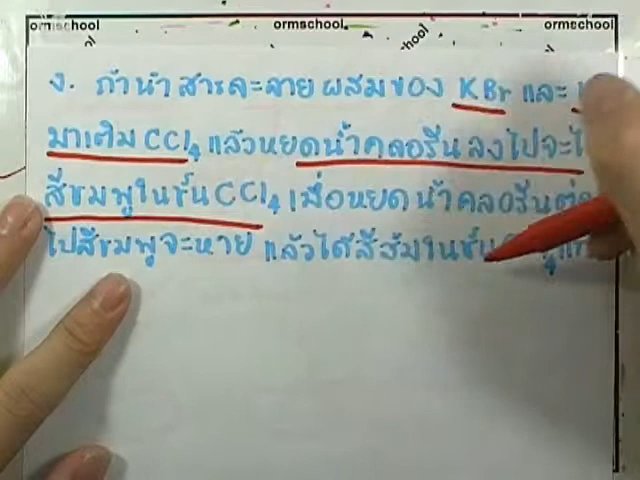 ormschool ormschool ormschool
hool
ง. ถ้านำสารละลายผสมของ KBr และ
มาเติม CCl4 แล้วหยดน้ำคลอรีนลงไปจะไ
สีชมพูในชั้น CCl4 เมื่อหยดน้ำคลอรีนต่อ
ไปสีชมพูจะหาย แล้วได้สีส้มในชั้น